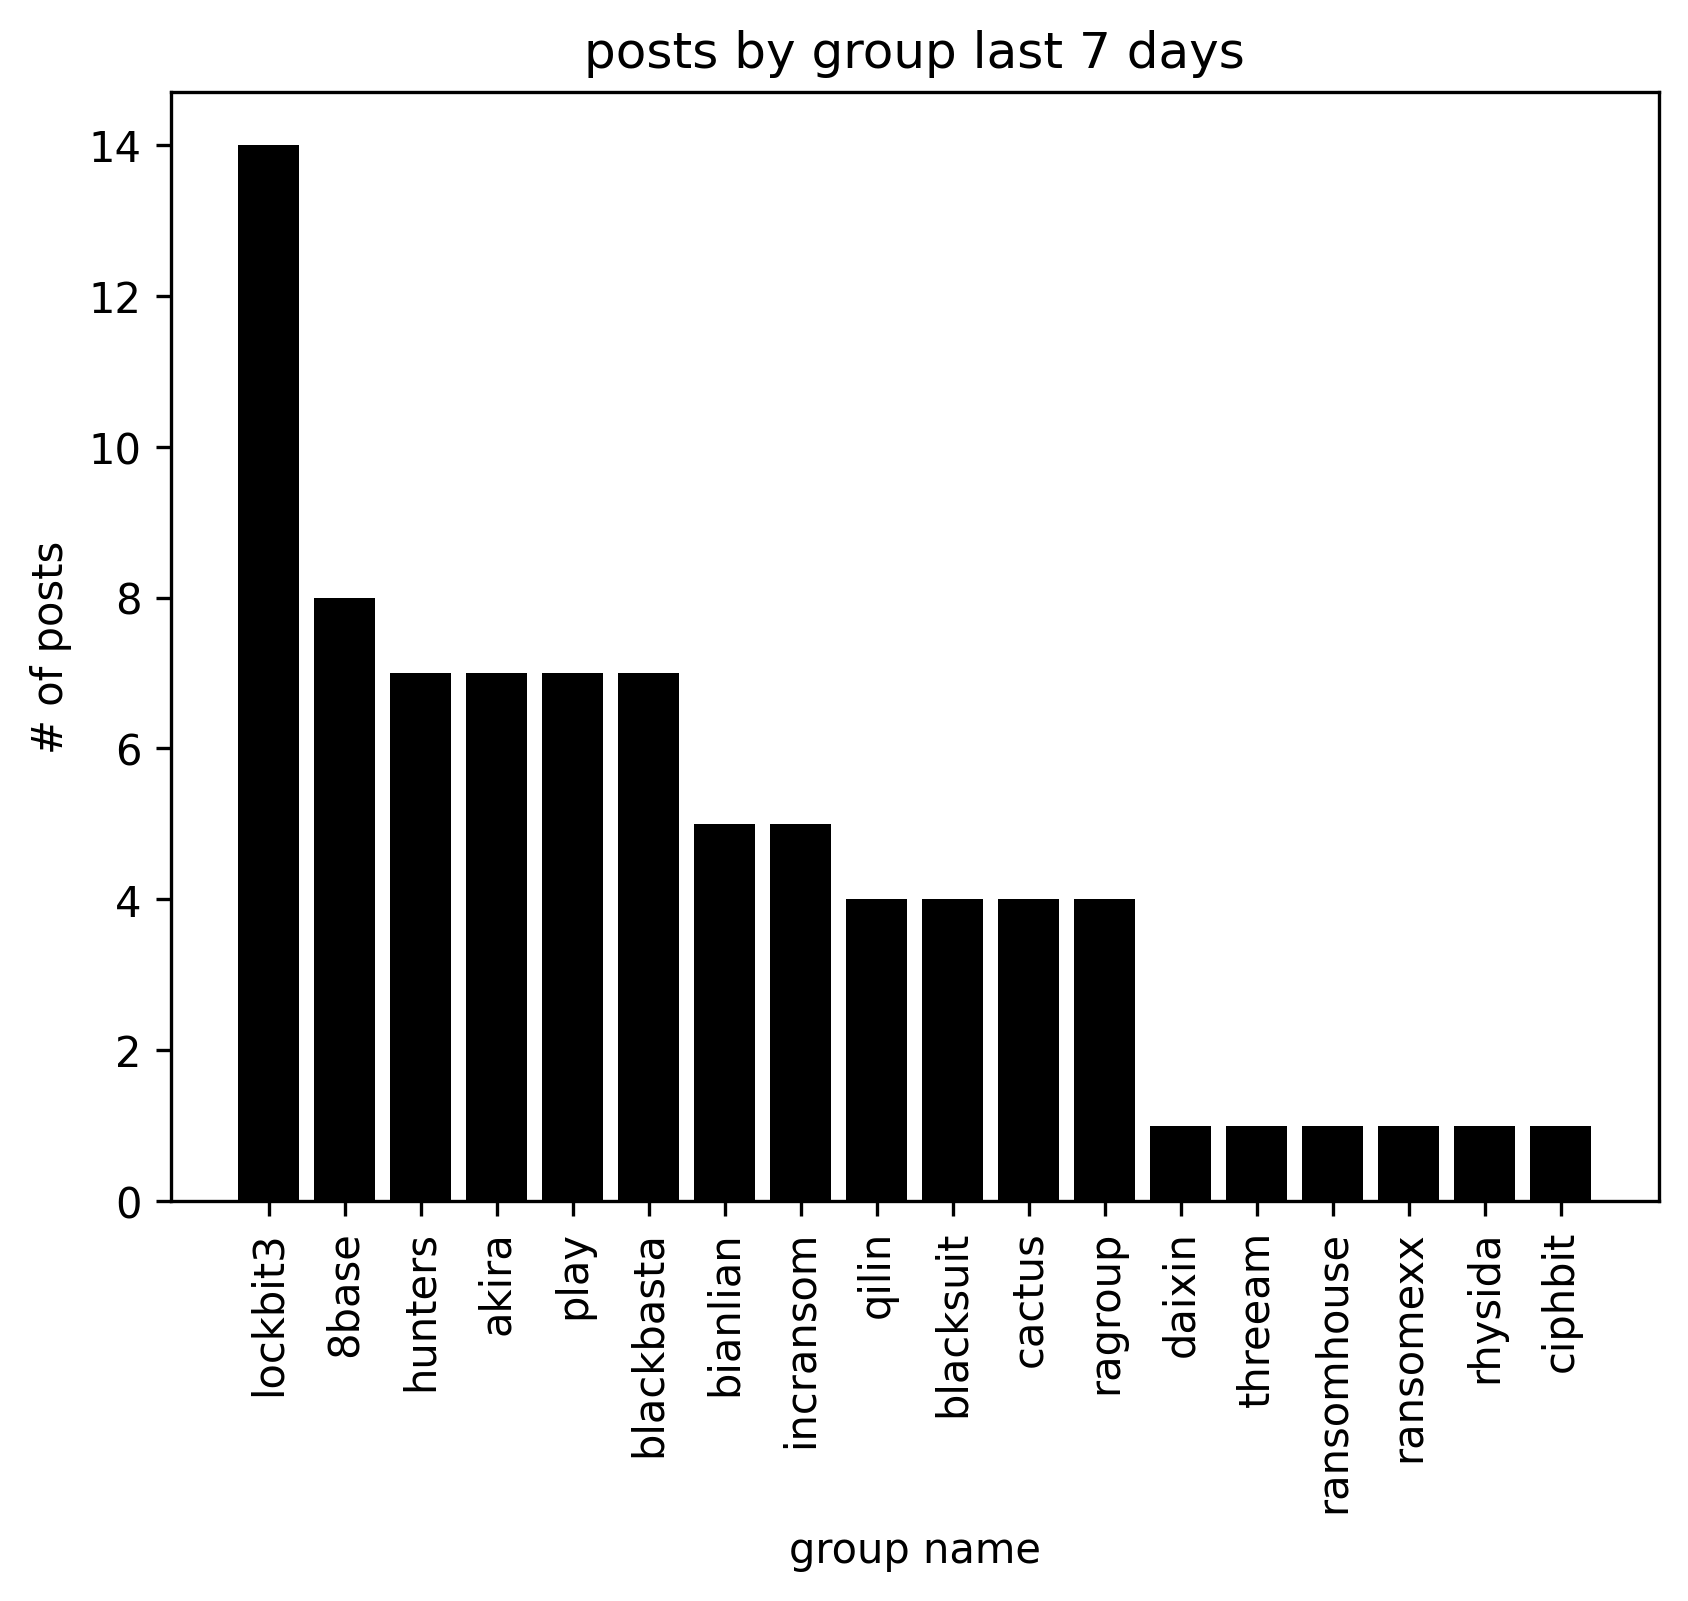 posts by group last 7 days
# of posts
14
12
10
8
6
4
2
0
lockbit3
8base
hunters
akira
play
blackbasta
bianlian
incransom
qilin
blacksuit
cactus
ragroup
daixin
threeam
ransomhouse
ransomexx
rhysida
ciphbit
group name